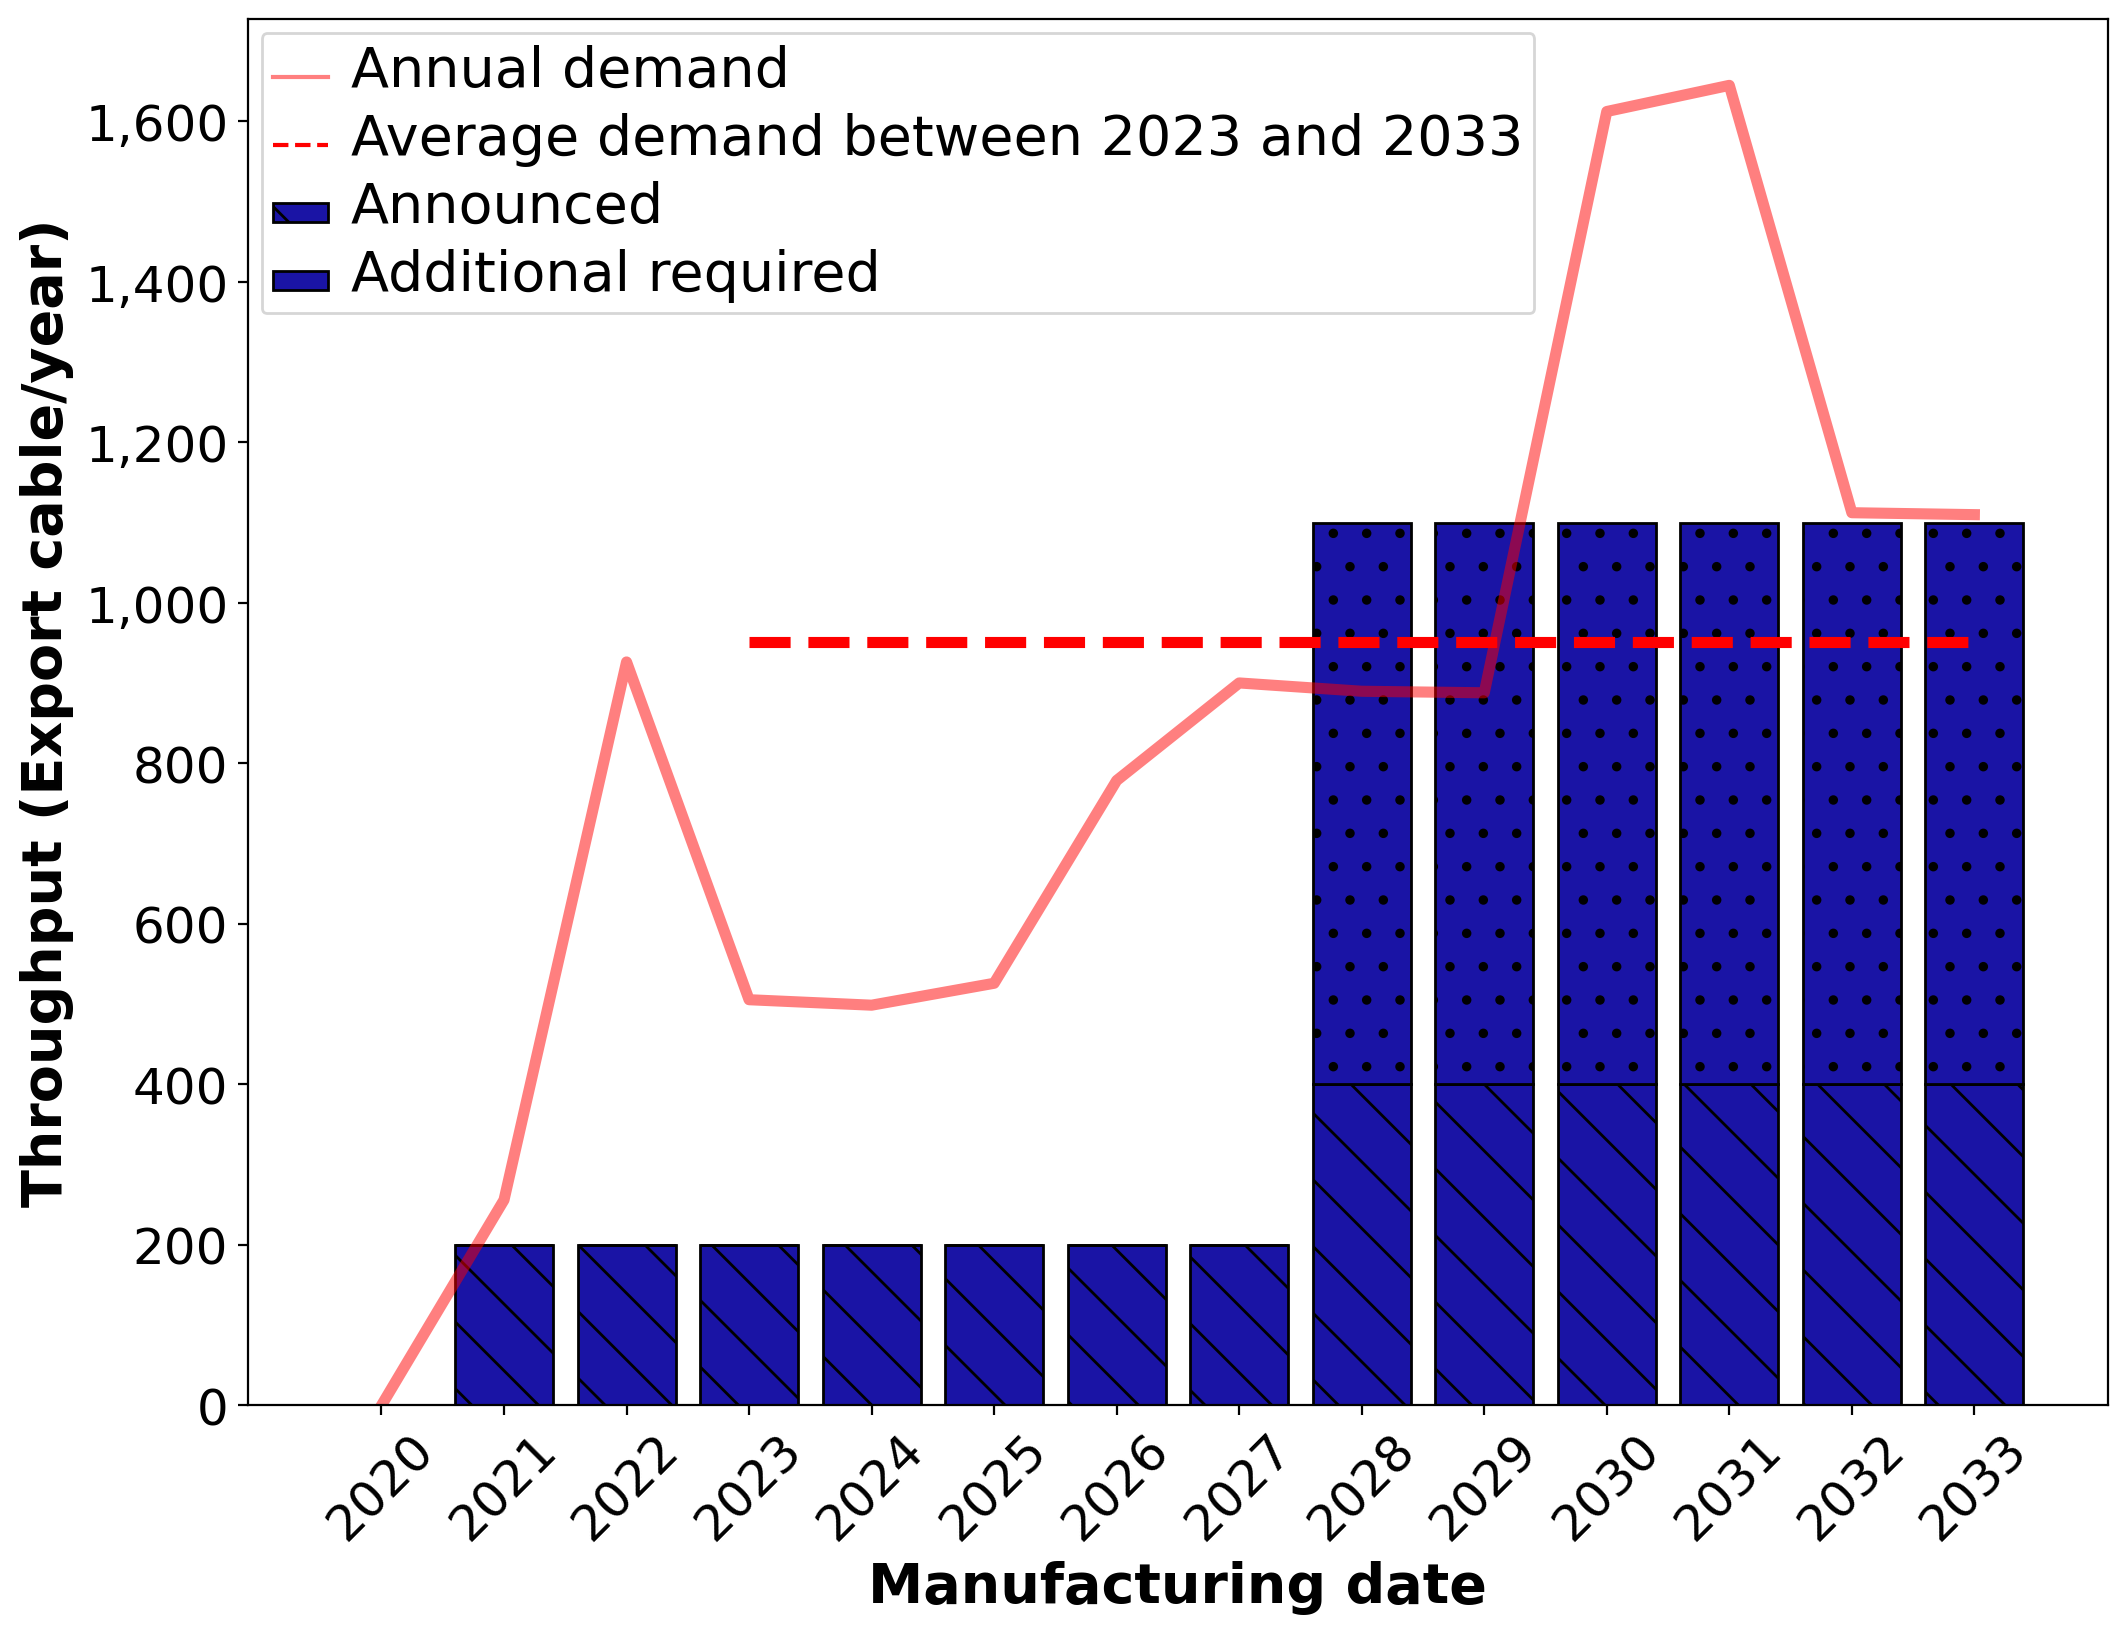 Annual demand
Average demand between 2023 and 2033
Announced
Additional required
Throughput (Export cable/year)
1,600
1,400
1,200
1,000
800
600
400
200
0
2020 2021 2022 2023 2024 2025 2026 2027 2028 2029 2030 2031 2032 2033
Manufacturing date